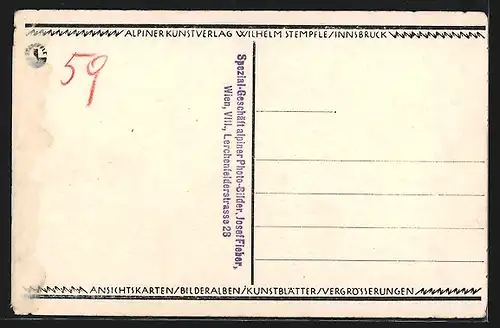 ALPINER KUNSTVERLAG WILHELM STEMPFLE/INNSBRUCK
59
Spezial-Geschäft alpiner Photo-Bilder, Josef Fieber,
Wien, VIII., Lerchenfelderstrasse 28
ANSICHTSKARTEN/BILDERALBEN/KUNSTBLÄTTER/VERGRÖSSERUNGEN